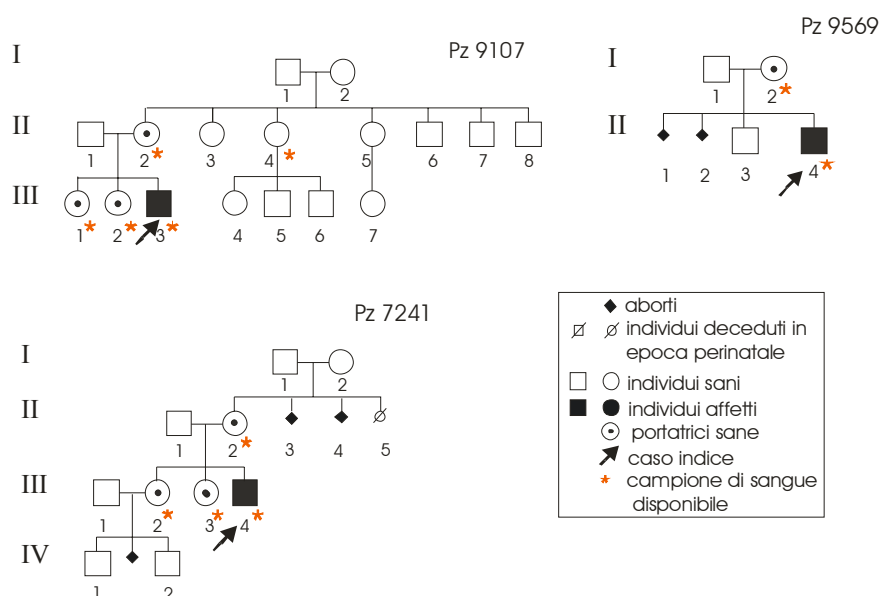 Pz 9107
I
1 2
II
1 2* 3 4* 5 6 7 8
III
1* 2* 3* 4 5 6 7
Pz 9569
I
1 2*
II
1 2 3 4*
Pz 7241
I
1 2
II
1 2* 3 4 5
III
1 2* 3* 4*
IV
1 2
aborti
individui deceduti in
epoca perinatale
individui sani
individui affetti
portatrici sane
caso indice
* campione di sangue
disponibile